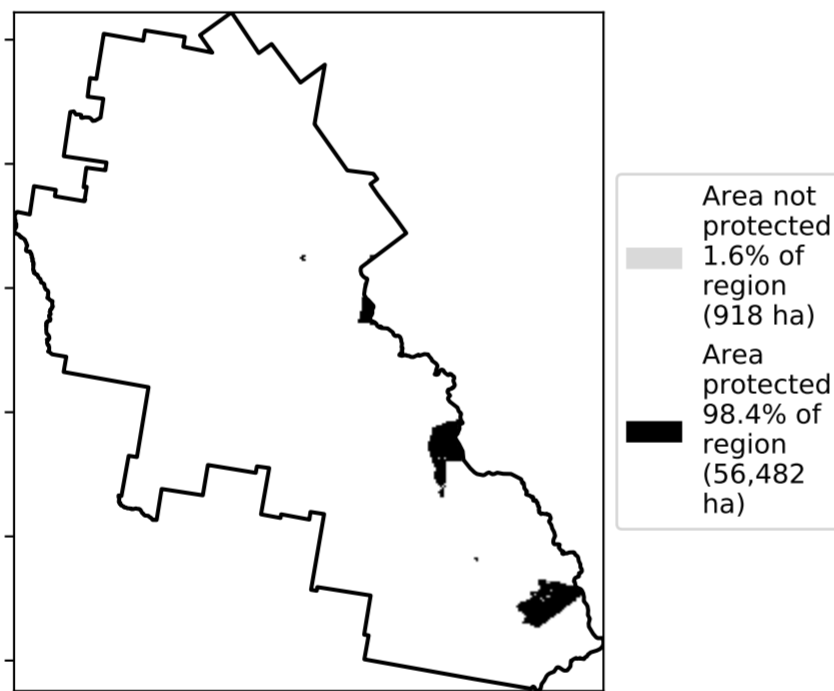 Area not
protected
1.6% of
region
(918 ha)
Area
protected
98.4% of
region
(56,482
ha)